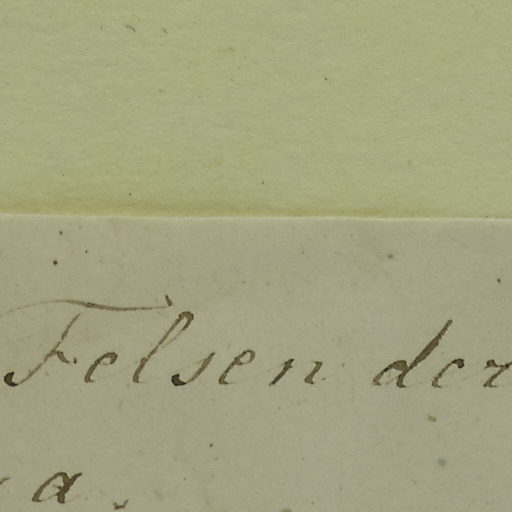 Felsen der
a.